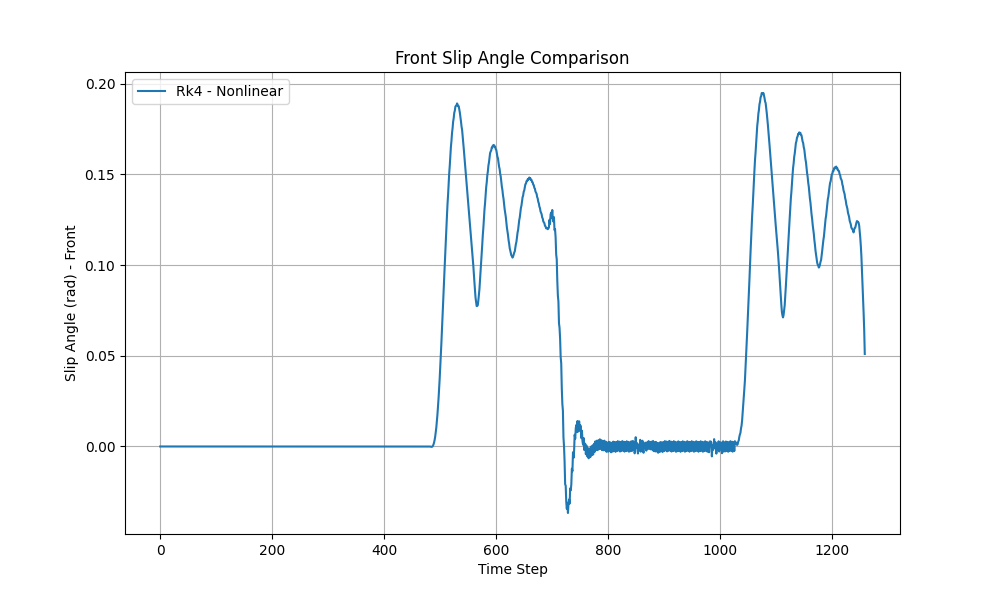 Front Slip Angle Comparison
Rk4 - Nonlinear
Slip Angle (rad) - Front
0.20
0.15
0.10
0.05
0.00
0 200 400 600 800 1000 1200
Time Step